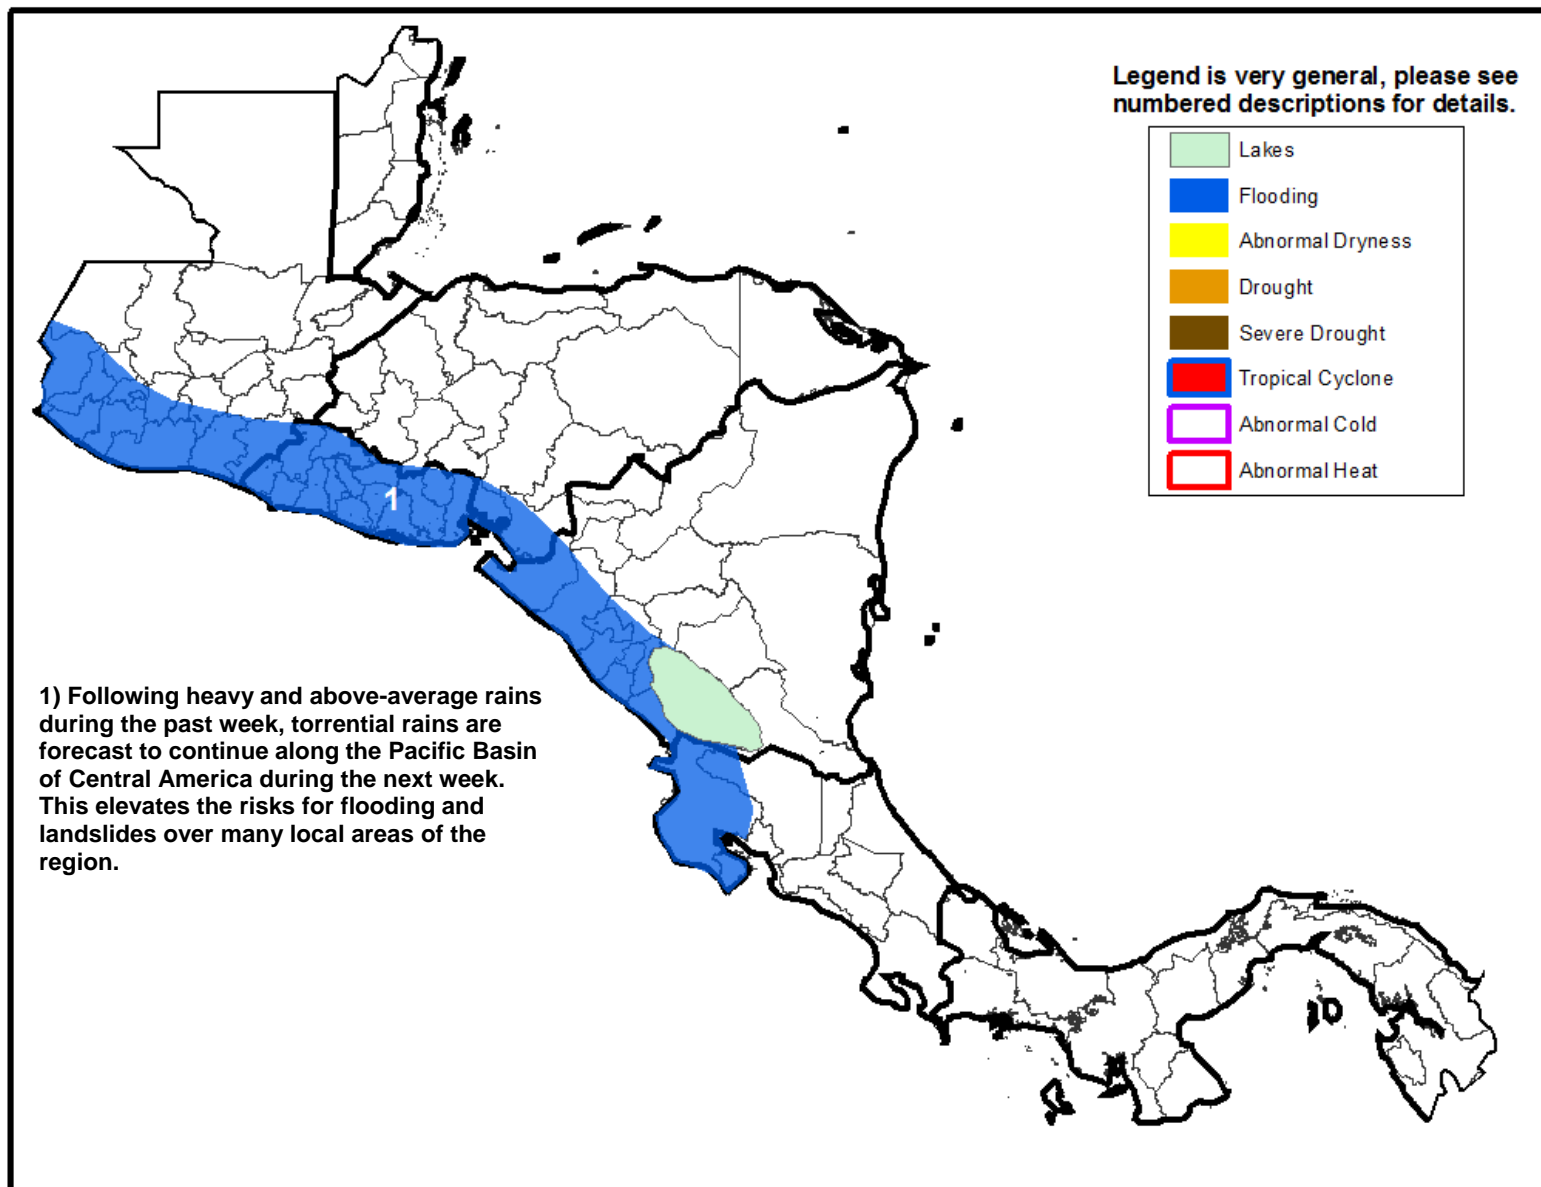 Legend is very general, please see
numbered descriptions for details.
Lakes
Flooding
Abnormal Dryness
Drought
Severe Drought
Tropical Cyclone
Abnormal Cold
Abnormal Heat
1
1) Following heavy and above-average rains
during the past week, torrential rains are
forecast to continue along the Pacific Basin
of Central America during the next week.
This elevates the risks for flooding and
landslides over many local areas of the
region.